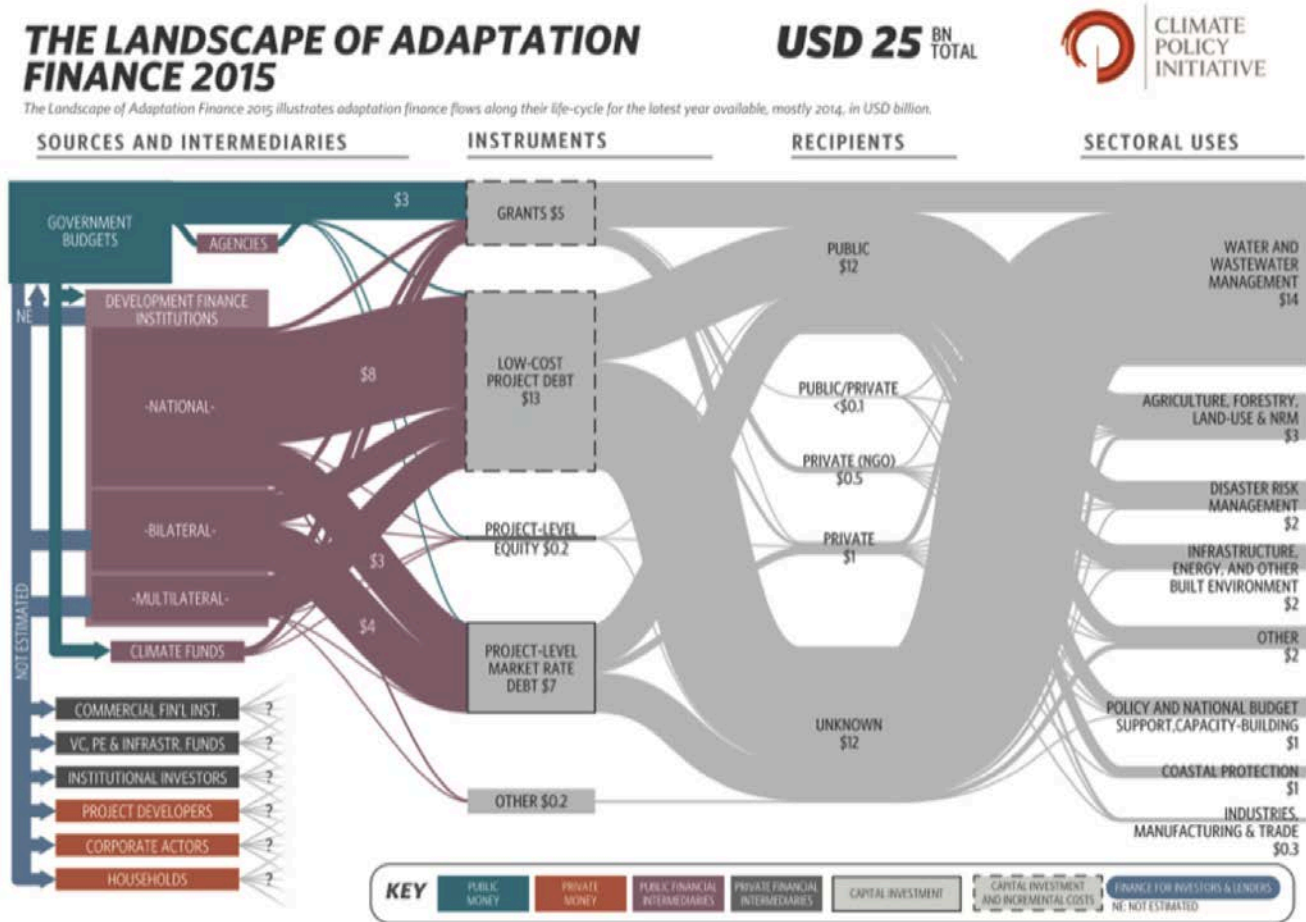 THE LANDSCAPE OF ADAPTATION
FINANCE 2015
USD 25 BN
TOTAL
CLIMATE
POLICY
INITIATIVE
The Landscape of Adaptation Finance 2015 illustrates adaptation finance flows along their life-cycle for the latest year available, mostly 2014, in USD billion.
SOURCES AND INTERMEDIARIES
INSTRUMENTS
RECIPIENTS
SECTORAL USES
GOVERNMENT
BUDGETS
AGENCIES
NE
DEVELOPMENT FINANCE
INSTITUTIONS
-NATIONAL-
-BILATERAL-
-MULTILATERAL-
CLIMATE FUNDS
NOT ESTIMATED
COMMERCIAL FIN'L INST.
?
VC, PE & INFRASTR. FUNDS
?
INSTITUTIONAL INVESTORS
?
PROJECT DEVELOPERS
?
CORPORATE ACTORS
?
HOUSEHOLDS
?
$3
$8
$3
$4
GRANTS $5
LOW-COST
PROJECT DEBT
$13
PROJECT-LEVEL
EQUITY $0.2
PROJECT-LEVEL
MARKET RATE
DEBT $7
OTHER $0.2
PUBLIC
$12
PUBLIC/PRIVATE
<$0.1
PRIVATE (NGO)
$0.5
PRIVATE
$1
UNKNOWN
$12
WATER AND
WASTEWATER
MANAGEMENT
$14
AGRICULTURE, FORESTRY,
LAND-USE & NRM
$3
DISASTER RISK
MANAGEMENT
$2
INFRASTRUCTURE,
ENERGY, AND OTHER
BUILT ENVIRONMENT
$2
OTHER
$2
POLICY AND NATIONAL BUDGET
SUPPORT,CAPACITY-BUILDING
$1
COASTAL PROTECTION
$1
INDUSTRIES,
MANUFACTURING & TRADE
$0.3
KEY
PUBLIC
MONEY
PRIVATE
MONEY
PUBLIC FINANCIAL
INTERMEDIARIES
PRIVATE FINANCIAL
INTERMEDIARIES
CAPITAL INVESTMENT
CAPITAL INVESTMENT
AND INCREMENTAL COSTS
FINANCE FOR INVESTORS & LENDERS
NE: NOT ESTIMATED